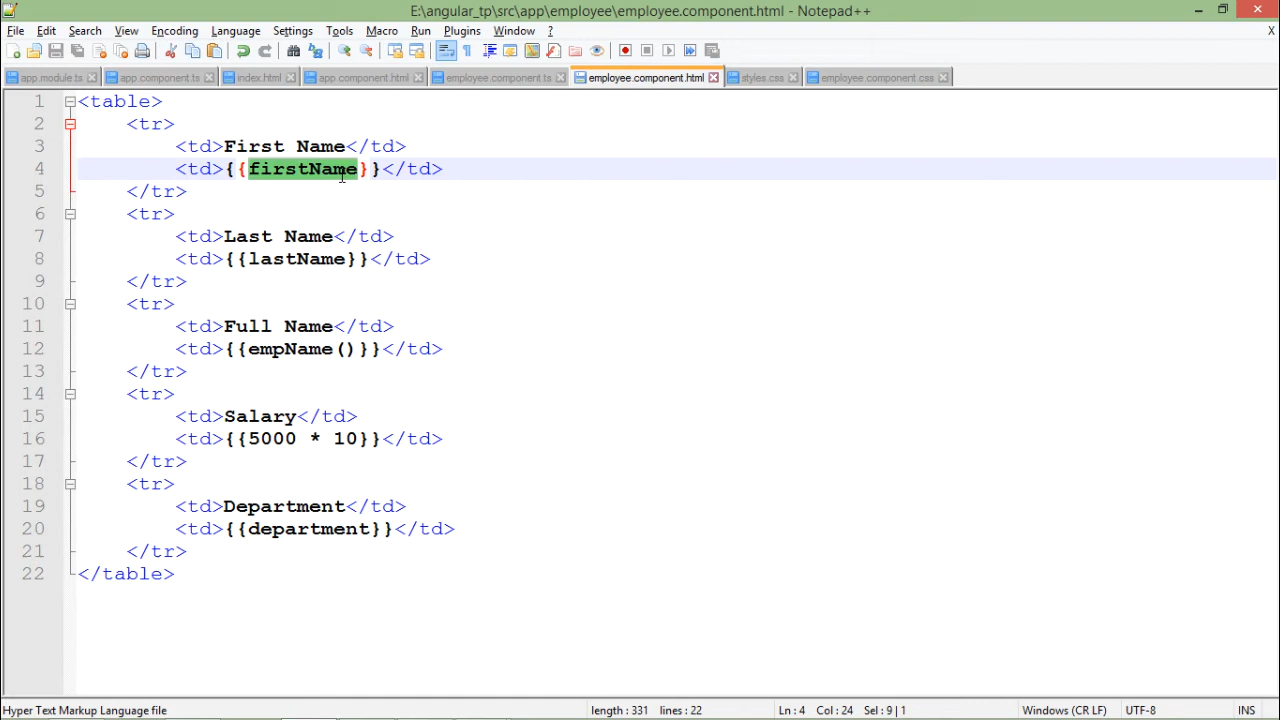 E:\angular_tp\src\app\employee\employee.component.html - Notepad++
File Edit Search View Encoding Language Settings Tools Macro Run Plugins Window ? X
app.module.ts app.component.ts index.html app.component.html employee.component.ts employee.component.html styles.css employee.component.css
1 <table>
2 <tr>
3 <td>First Name</td>
4 <td>{{firstName}}</td>
5 </tr>
6 <tr>
7 <td>Last Name</td>
8 <td>{{lastName}}</td>
9 </tr>
10 <tr>
11 <td>Full Name</td>
12 <td>{{empName()}}</td>
13 </tr>
14 <tr>
15 <td>Salary</td>
16 <td>{{5000 * 10}}</td>
17 </tr>
18 <tr>
19 <td>Department</td>
20 <td>{{department}}</td>
21 </tr>
22 </table>
Hyper Text Markup Language file length : 331 lines : 22 Ln : 4 Col : 24 Sel : 9 | 1 Windows (CR LF) UTF-8 INS